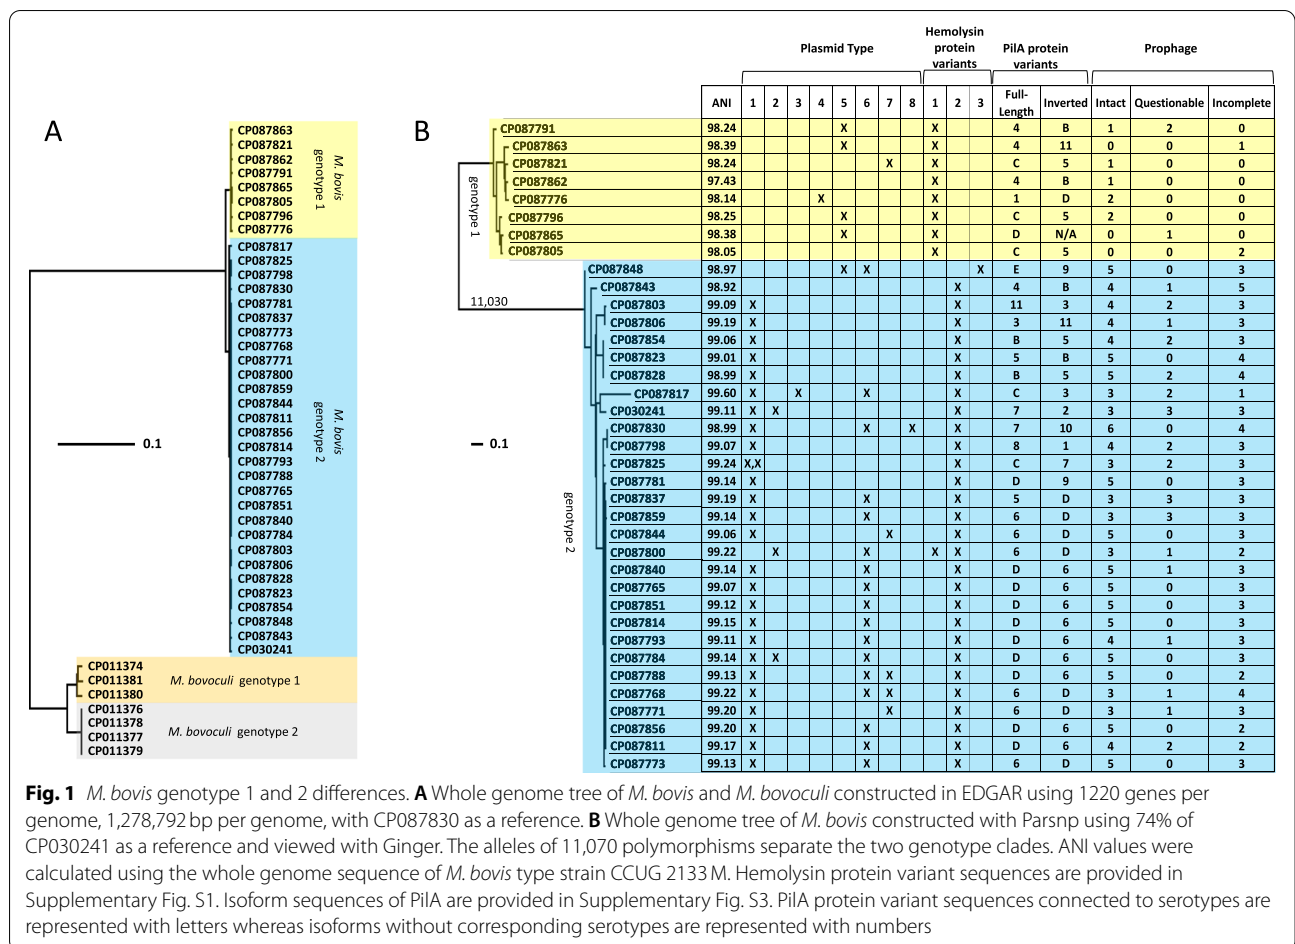 A
CP087863
CP087821
CP087862
CP087791
CP087865
CP087805
CP087796
CP087776
M. bovis
genotype 1
CP087817
CP087825
CP087798
CP087830
CP087781
CP087837
CP087773
CP087768
CP087771
CP087800
CP087859
CP087844
CP087811
CP087856
CP087814
CP087793
CP087788
CP087765
CP087851
CP087840
CP087784
CP087803
CP087806
CP087828
CP087823
CP087854
CP087848
CP087843
CP030241
M. bovis
genotype 2
0.1
CP011374
CP011381
CP011380
M. bovoculi genotype 1
CP011376
CP011378
CP011377
CP011379
M. bovoculi genotype 2
B
Plasmid Type
Hemolysin
protein
variants
PilA protein
variants
Prophage
ANI 1 2 3 4 5 6 7 8 1 2 3 Full-Length Inverted Intact Questionable Incomplete
CP087791 98.24 X X 4 B 1 2 0
CP087863 98.39 X X 4 11 0 0 1
CP087821 98.24 X X C 5 1 0 0
CP087862 97.43 X 4 B 1 0 0
CP087776 98.14 X X 1 D 2 0 0
CP087796 98.25 X X C 5 2 0 0
CP087865 98.38 X X D N/A 0 1 0
CP087805 98.05 X C 5 0 0 2
CP087848 98.97 X X X E 9 5 0 3
CP087843 98.92 X 4 B 4 1 5
CP087803 99.09 X X 11 3 4 2 3
CP087806 99.19 X X 3 11 4 1 3
CP087854 99.06 X X B 5 4 2 3
CP087823 99.01 X X 5 B 5 0 4
CP087828 98.99 X X B 5 5 2 4
CP087817 99.60 X X X X C 3 3 2 1
CP030241 99.11 X X X 7 2 3 3 3
CP087830 98.99 X X X X 7 10 6 0 4
CP087798 99.07 X X 8 1 4 2 3
CP087825 99.24 X,X X C 7 3 2 3
CP087781 99.14 X X D 9 5 0 3
CP087837 99.19 X X X 5 D 3 3 3
CP087859 99.14 X X X 6 D 3 3 3
CP087844 99.06 X X X 6 D 5 0 3
CP087800 99.22 X X X X 6 D 3 1 2
CP087840 99.14 X X X D 6 5 1 3
CP087765 99.07 X X X D 6 5 0 3
CP087851 99.12 X X X D 6 5 0 3
CP087814 99.15 X X X D 6 5 0 3
CP087793 99.11 X X X D 6 4 1 3
CP087784 99.14 X X X X D 6 5 0 3
CP087788 99.13 X X X X D 6 5 0 2
CP087768 99.22 X X X X 6 D 3 1 4
CP087771 99.20 X X X 6 D 3 1 3
CP087856 99.20 X X X D 6 5 0 2
CP087811 99.17 X X X D 6 4 2 2
CP087773 99.13 X X X 6 D 5 0 3
genotype 1
11,030
0.1
genotype 2
Fig. 1 M. bovis genotype 1 and 2 differences. A Whole genome tree of M. bovis and M. bovoculi constructed in EDGAR using 1220 genes per
genome, 1,278,792 bp per genome, with CP087830 as a reference. B Whole genome tree of M. bovis constructed with Parsnp using 74% of
CP030241 as a reference and viewed with Ginger. The alleles of 11,070 polymorphisms separate the two genotype clades. ANI values were
calculated using the whole genome sequence of M. bovis type strain CCUG 2133 M. Hemolysin protein variant sequences are provided in
Supplementary Fig. S1. Isoform sequences of PilA are provided in Supplementary Fig. S3. PilA protein variant sequences connected to serotypes are
represented with letters whereas isoforms without corresponding serotypes are represented with numbers